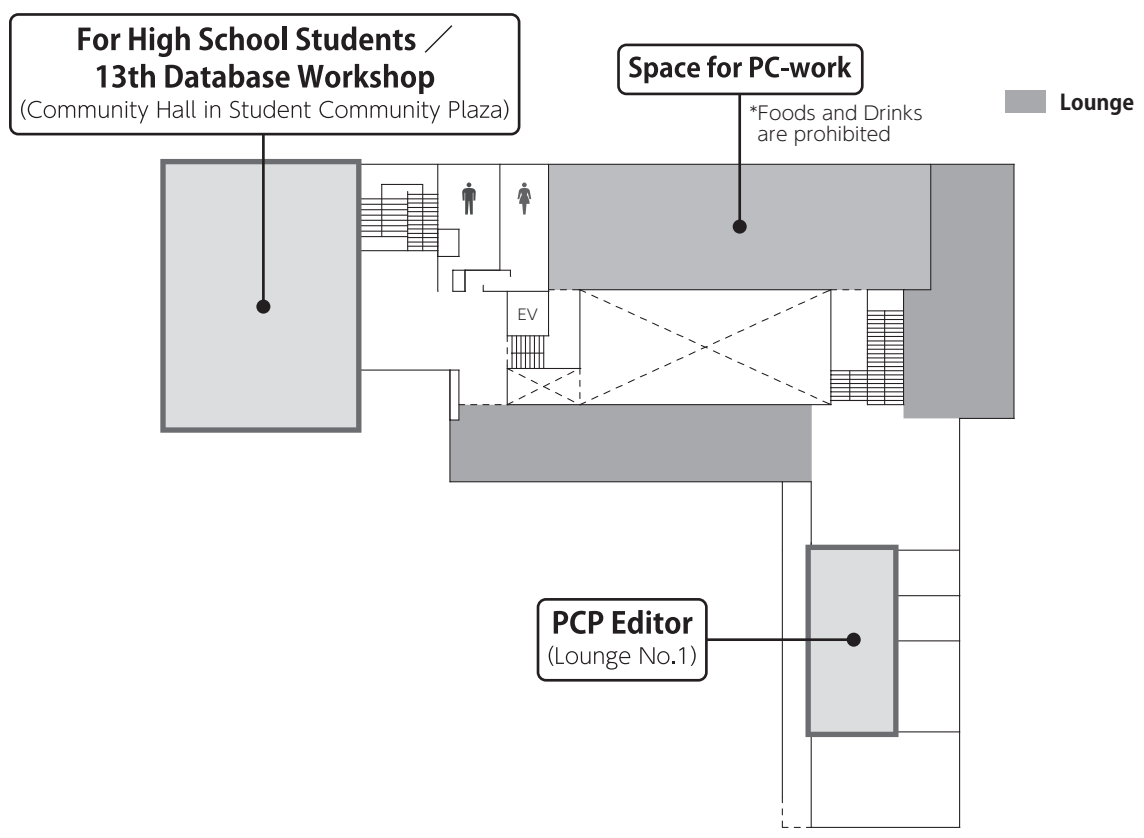 For High School Students ／
13th Database Workshop
(Community Hall in Student Community Plaza)
Space for PC-work
*Foods and Drinks
are prohibited
Lounge
EV
PCP Editor
(Lounge No.1)